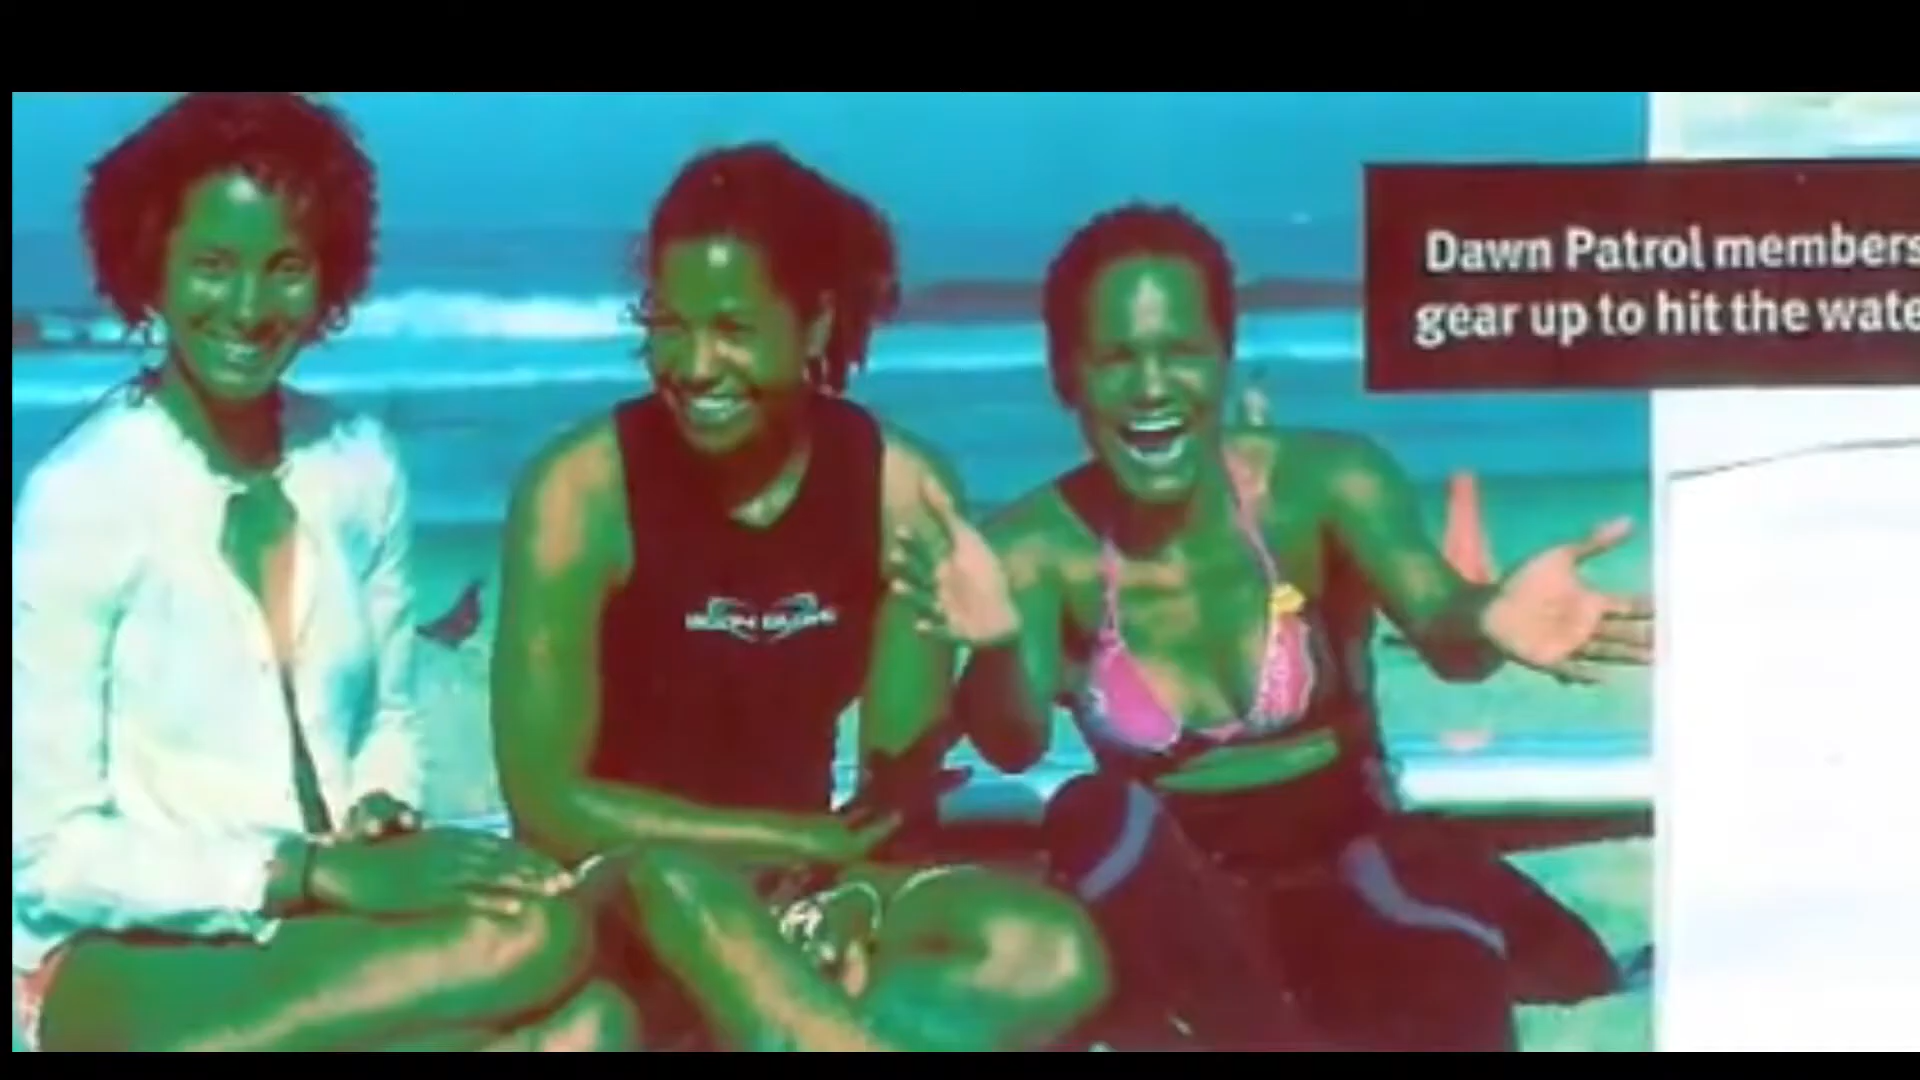 Dawn Patrol members
gear up to hit the wate